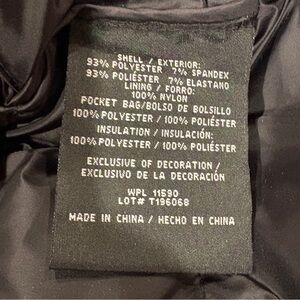 SHELL / EXTERIOR:
93% POLYESTER 7% SPANDEX
93% POLIÉSTER 7% ELASTANO
LINING / FORRO:
100% NYLON
POCKET BAG/BOLSO DE BOLSILLO
100% POLYESTER / 100% POLIÉSTER
INSULATION / INSULACIÓN:
100% POLYESTER / 100% POLIÉSTER
EXCLUSIVE OF DECORATION /
EXCLUSIVO DE LA DECORACIÓN
WPL 11590
LOT# T196068
MADE IN CHINA / HECHO EN CHINA